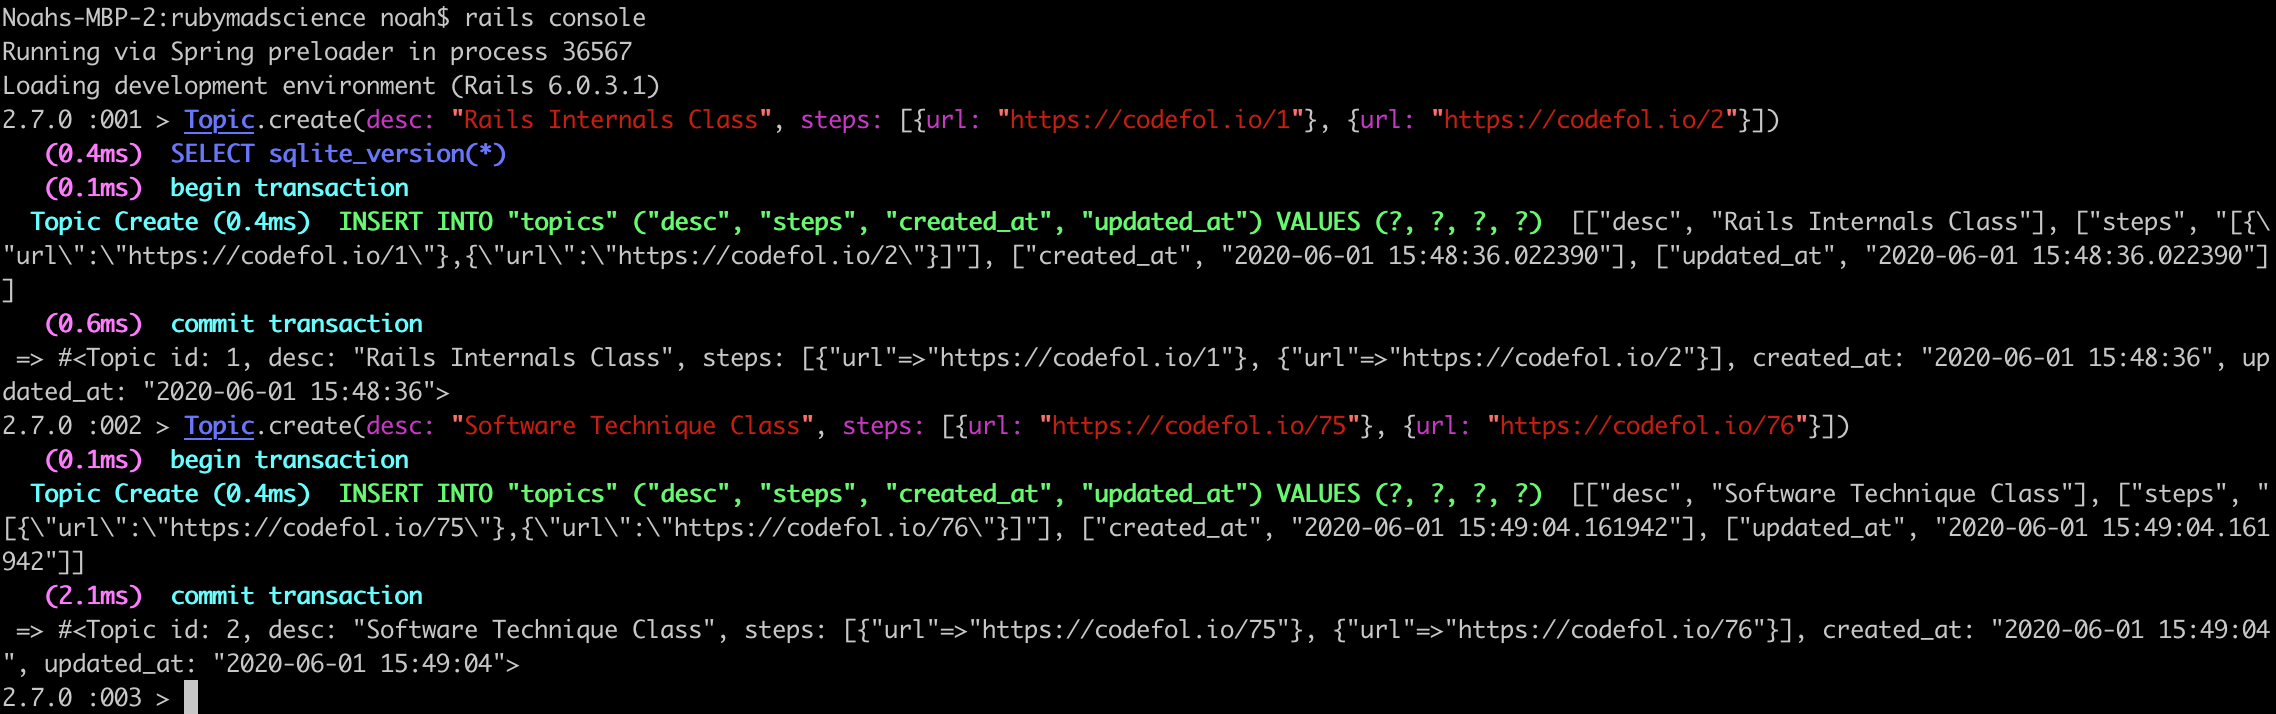 Noahs-MBP-2:rubymadscience noah$ rails console
Running via Spring preloader in process 36567
Loading development environment (Rails 6.0.3.1)
2.7.0 :001 > Topic.create(desc: "Rails Internals Class", steps: [{url: "https://codefol.io/1"}, {url: "https://codefol.io/2"}])
   (0.4ms)  SELECT sqlite_version(*)
   (0.1ms)  begin transaction
  Topic Create (0.4ms)  INSERT INTO "topics" ("desc", "steps", "created_at", "updated_at") VALUES (?, ?, ?, ?)  [["desc", "Rails Internals Class"], ["steps", "[{\
"url\":\"https://codefol.io/1\"},{\"url\":\"https://codefol.io/2\"}]"], ["created_at", "2020-06-01 15:48:36.022390"], ["updated_at", "2020-06-01 15:48:36.022390"]
]
   (0.6ms)  commit transaction
 => #<Topic id: 1, desc: "Rails Internals Class", steps: [{"url"=>"https://codefol.io/1"}, {"url"=>"https://codefol.io/2"}], created_at: "2020-06-01 15:48:36", up
dated_at: "2020-06-01 15:48:36">
2.7.0 :002 > Topic.create(desc: "Software Technique Class", steps: [{url: "https://codefol.io/75"}, {url: "https://codefol.io/76"}])
   (0.1ms)  begin transaction
  Topic Create (0.4ms)  INSERT INTO "topics" ("desc", "steps", "created_at", "updated_at") VALUES (?, ?, ?, ?)  [["desc", "Software Technique Class"], ["steps", "
[{\"url\":\"https://codefol.io/75\"},{\"url\":\"https://codefol.io/76\"}]"], ["created_at", "2020-06-01 15:49:04.161942"], ["updated_at", "2020-06-01 15:49:04.161
942"]]
   (2.1ms)  commit transaction
 => #<Topic id: 2, desc: "Software Technique Class", steps: [{"url"=>"https://codefol.io/75"}, {"url"=>"https://codefol.io/76"}], created_at: "2020-06-01 15:49:04
", updated_at: "2020-06-01 15:49:04">
2.7.0 :003 >